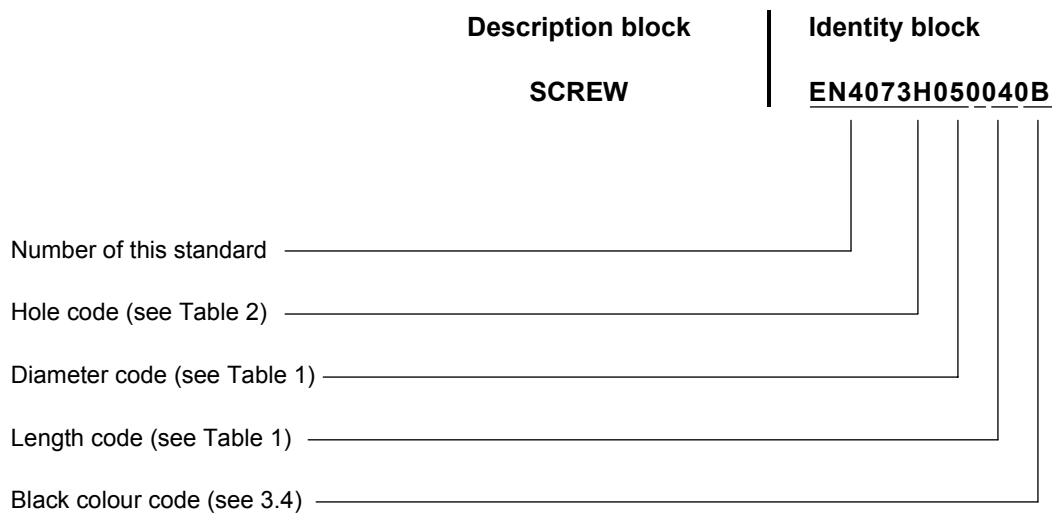 Description block Identity block
SCREW EN4073H050040B
Number of this standard
Hole code (see Table 2)
Diameter code (see Table 1)
Length code (see Table 1)
Black colour code (see 3.4)